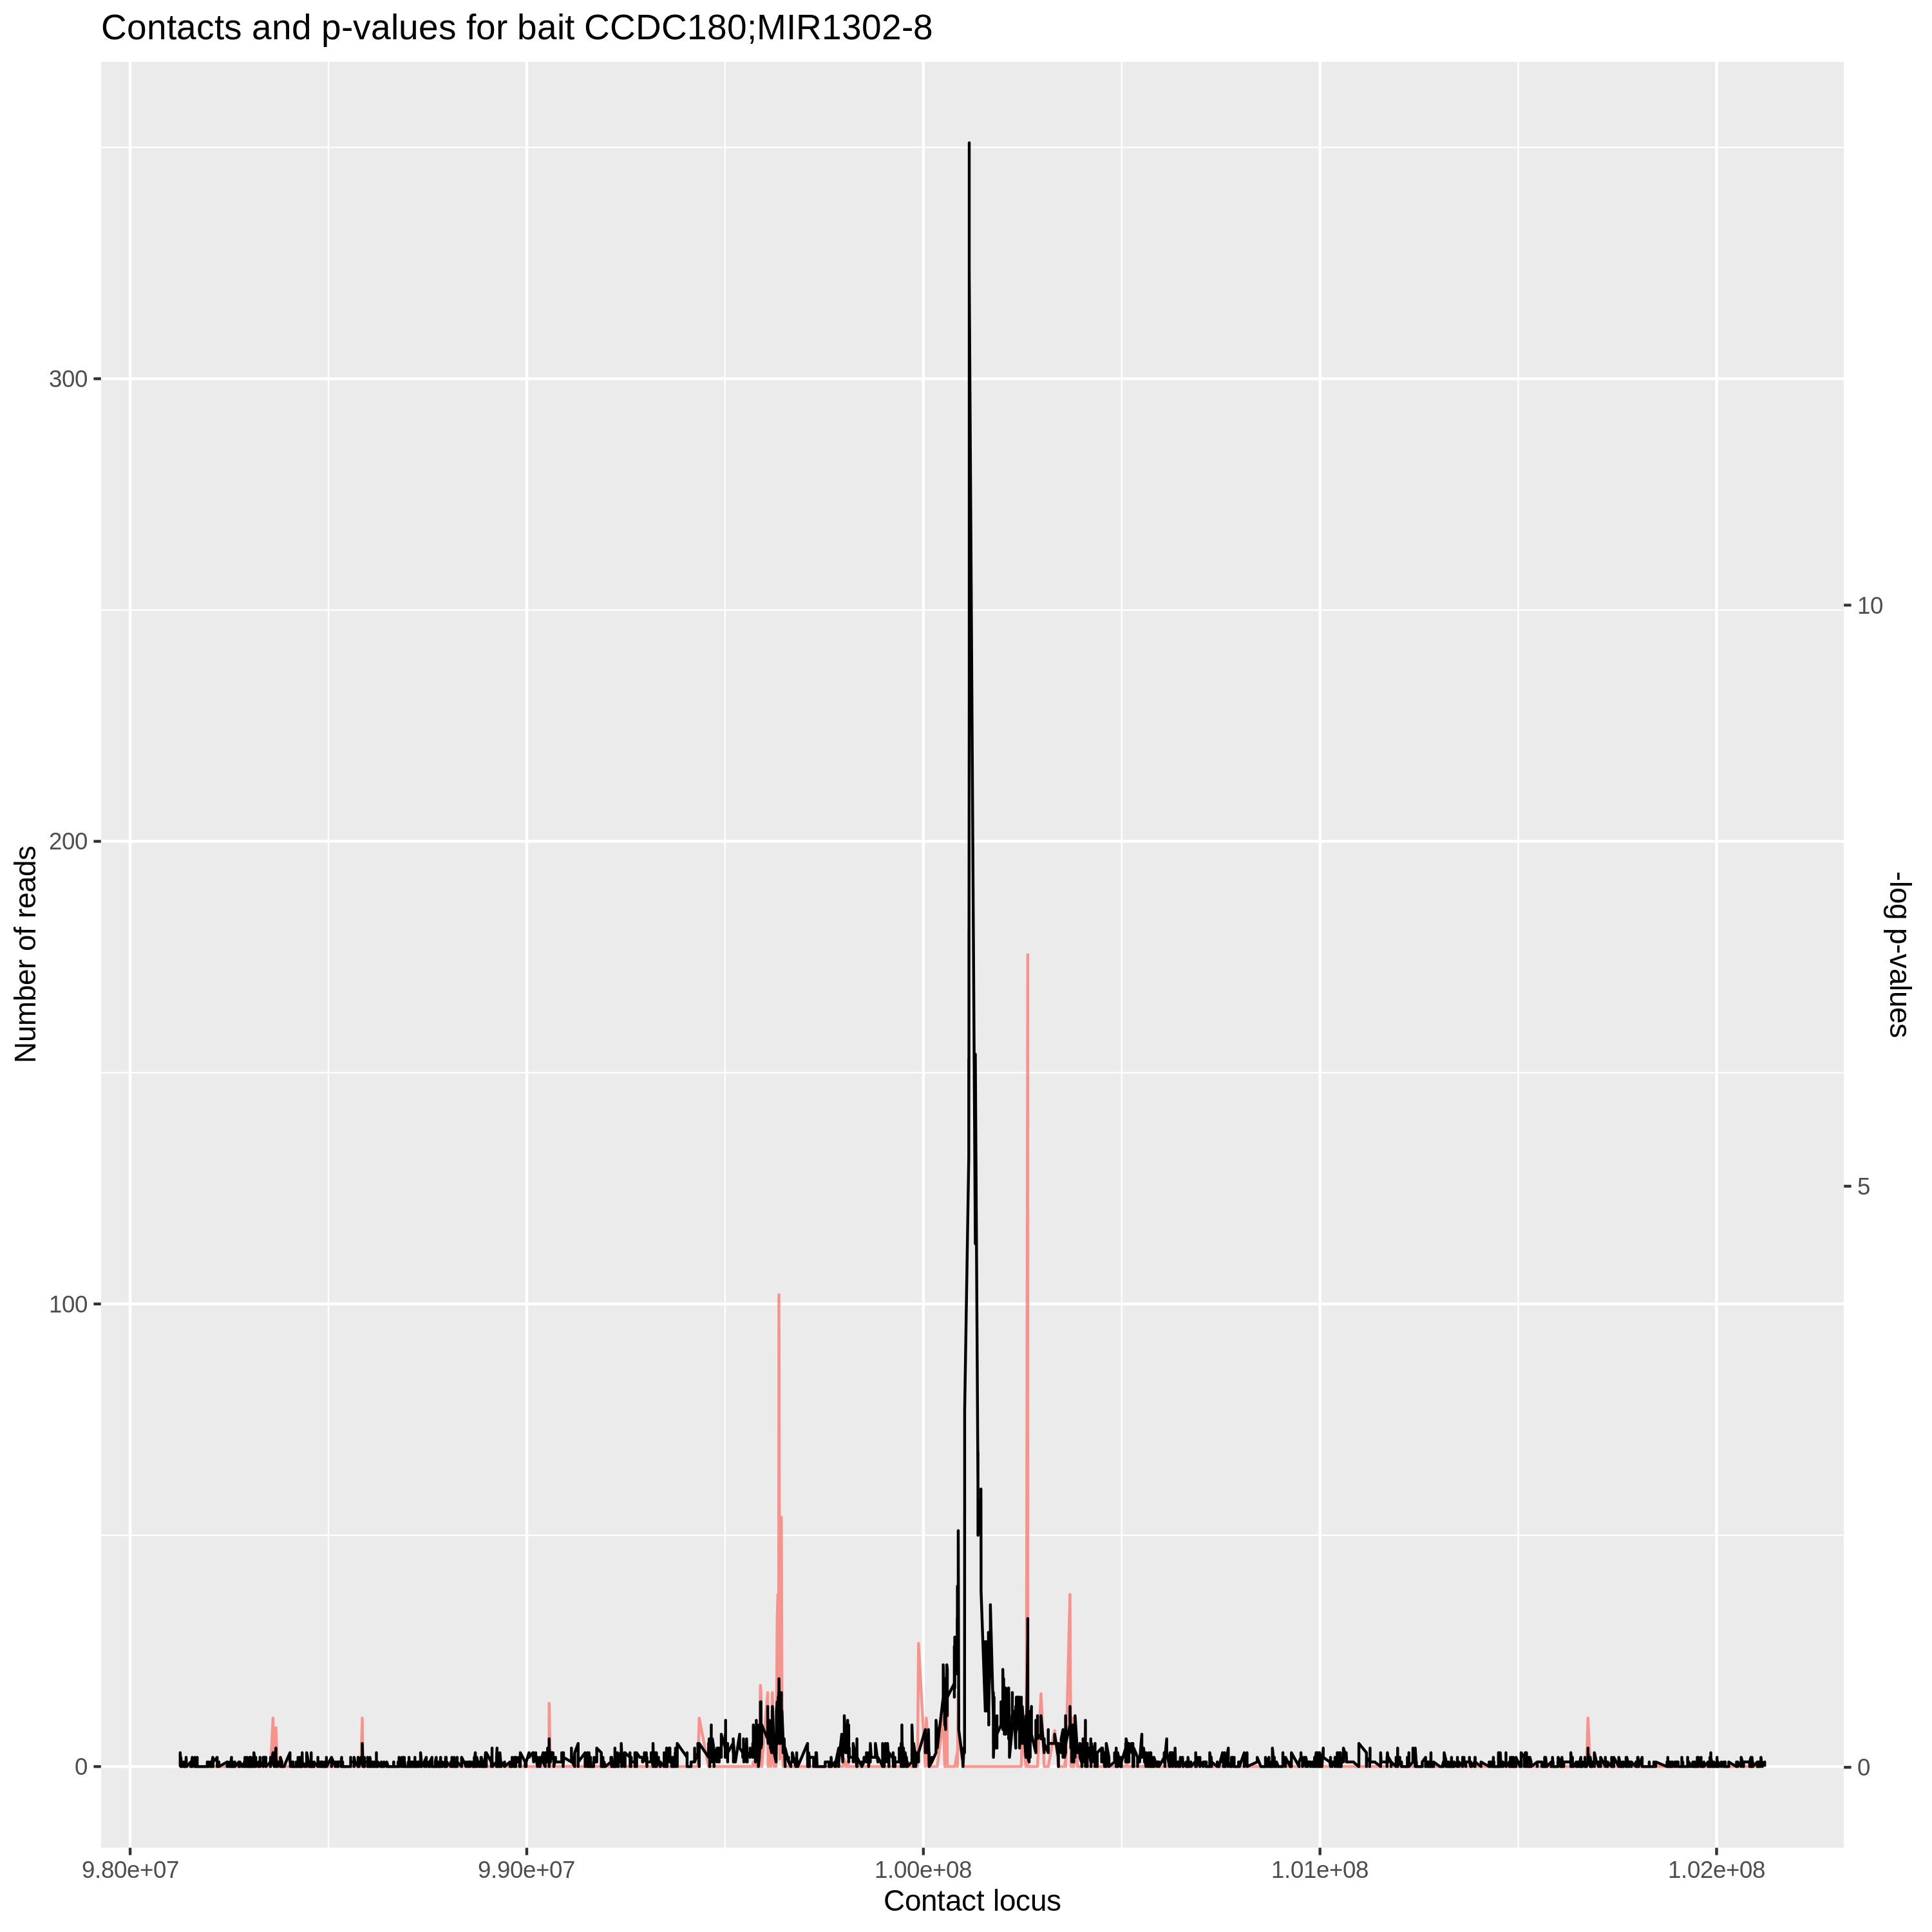 Contacts and p-values for bait CCDC180;MIR1302-8
300
200
100
0
Number of reads
10
5
0
-log p-values
9.80e+07
9.90e+07
1.00e+08
1.01e+08
1.02e+08
Contact locus